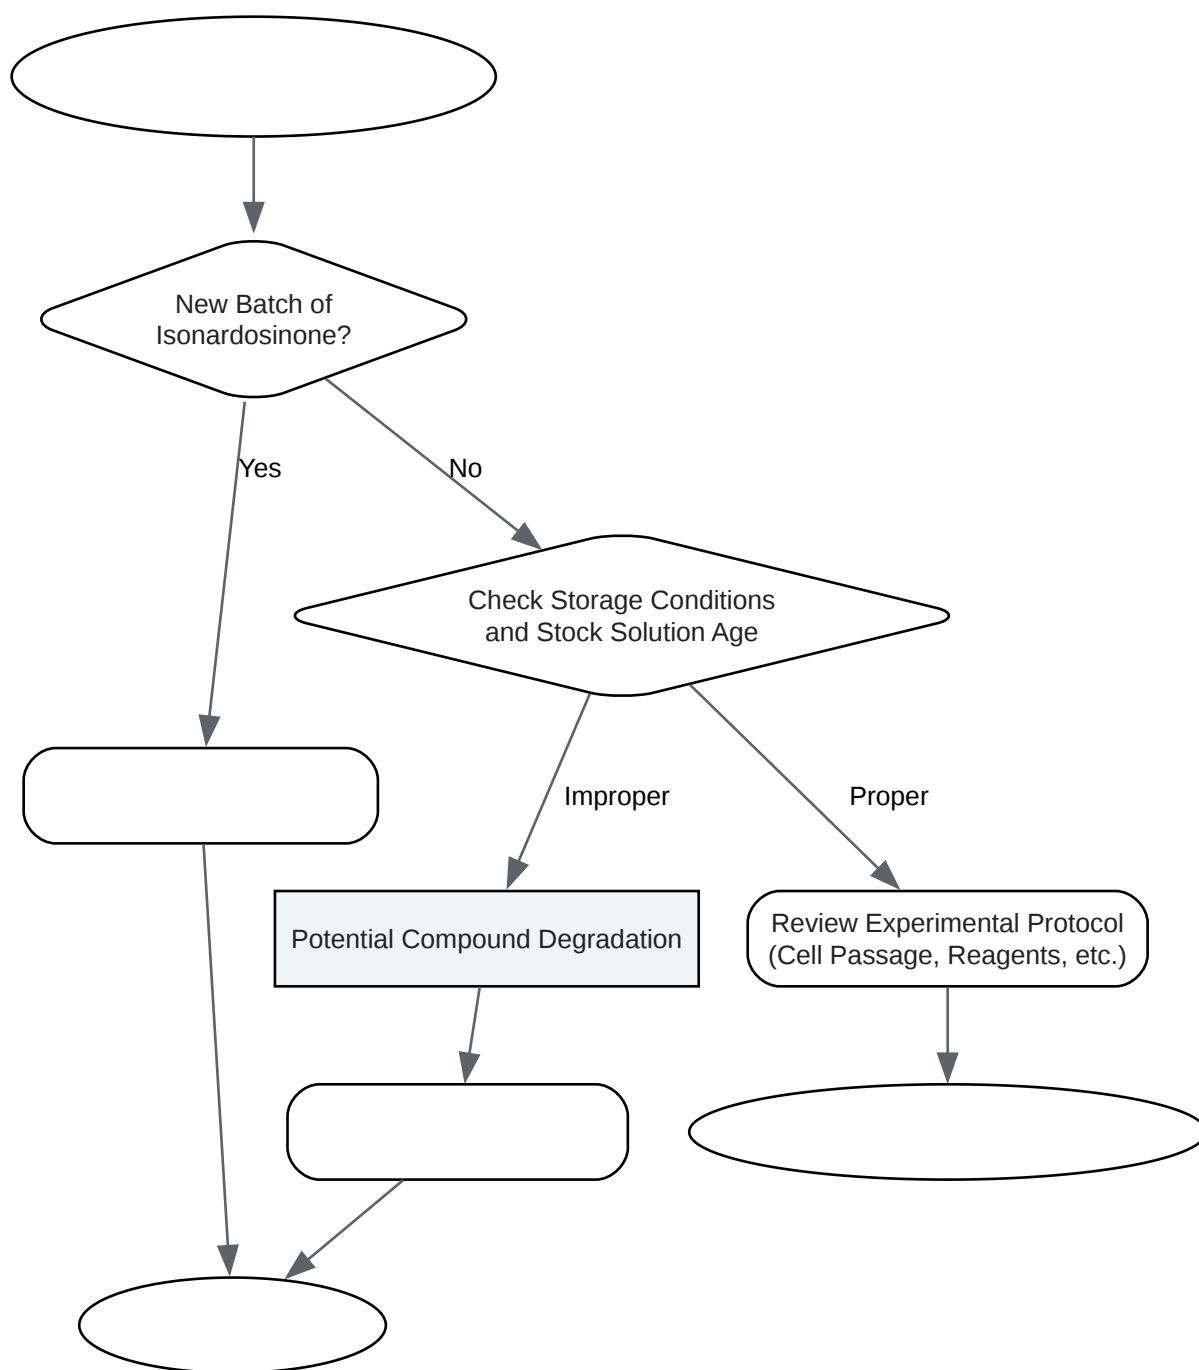 New Batch of
Isonardosinone?
Yes
No
Check Storage Conditions
and Stock Solution Age
Improper
Proper
Potential Compound Degradation
Review Experimental Protocol
(Cell Passage, Reagents, etc.)